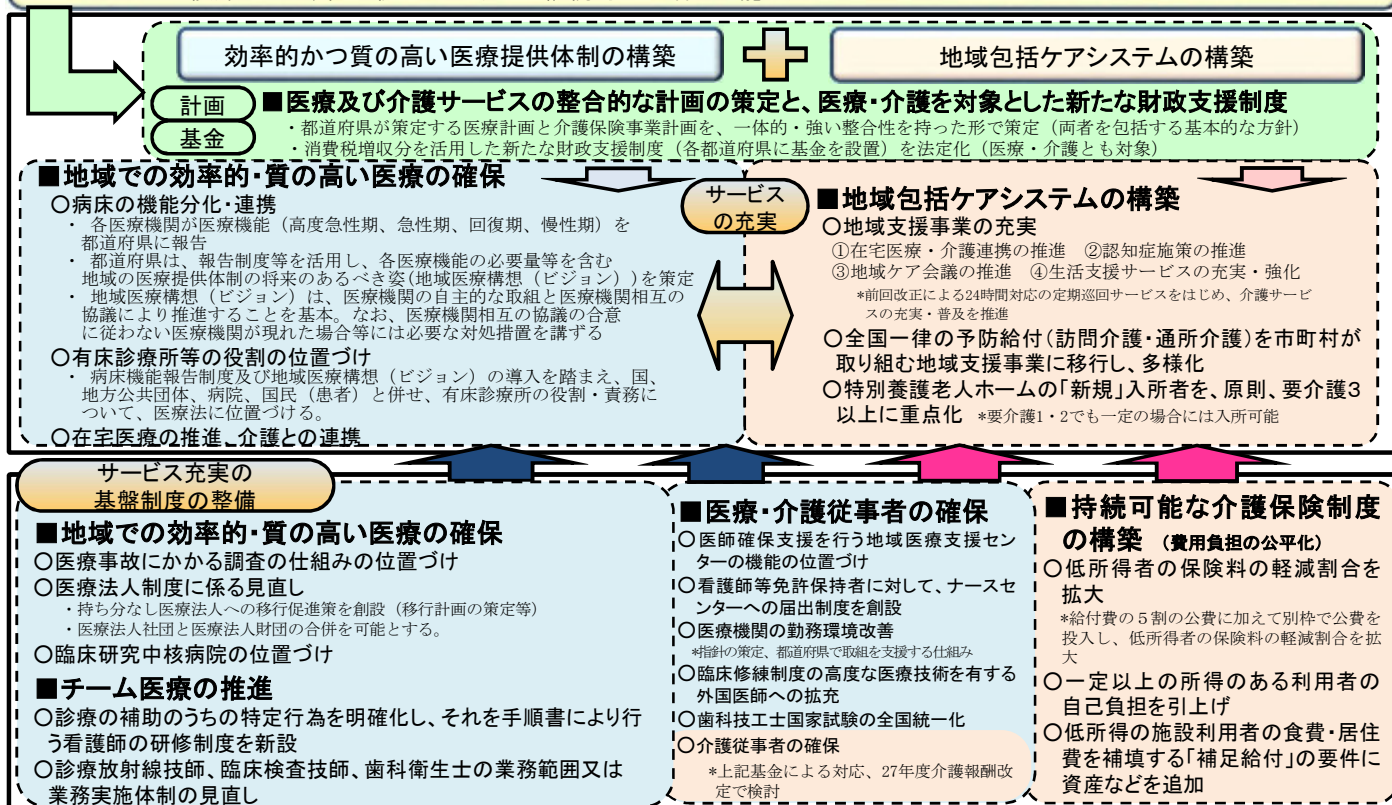 効率的かつ質の高い医療提供体制の構築
地域包括ケアシステムの構築
計画
基金
■医療及び介護サービスの整合的な計画の策定と、医療・介護を対象とした新たな財政支援制度
・都道府県が策定する医療計画と介護保険事業計画を、一体的・強い整合性を持った形で策定（両者を包括する基本的な方針）
・消費税増収分を活用した新たな財政支援制度（各都道府県に基金を設置）を法定化（医療・介護とも対象）
■地域での効率的・質の高い医療の確保
○病床の機能分化・連携
・ 各医療機関が医療機能（高度急性期、急性期、回復期、慢性期）を
都道府県に報告
・ 都道府県は、報告制度等を活用し、各医療機能の必要量等を含む
地域の医療提供体制の将来のあるべき姿(地域医療構想（ビジョン）)を策定
・ 地域医療構想（ビジョン）は、医療機関の自主的な取組と医療機関相互の
協議により推進することを基本。なお、医療機関相互の協議の合意
に従わない医療機関が現れた場合等には必要な対処措置を講ずる
○有床診療所等の役割の位置づけ
・ 病床機能報告制度及び地域医療構想（ビジョン）の導入を踏まえ、国、
地方公共団体、病院、国民（患者）と併せ、有床診療所の役割・責務に
ついて、医療法に位置づける。
○在宅医療の推進、介護との連携
サービス
の充実
■地域包括ケアシステムの構築
○地域支援事業の充実
①在宅医療・介護連携の推進 ②認知症施策の推進
③地域ケア会議の推進 ④生活支援サービスの充実・強化
*前回改正による24時間対応の定期巡回サービスをはじめ、介護サービ
スの充実・普及を推進
○全国一律の予防給付(訪問介護・通所介護)を市町村が
取り組む地域支援事業に移行し、多様化
○特別養護老人ホームの「新規」入所者を、原則、要介護3
以上に重点化 *要介護1・2でも一定の場合には入所可能
サービス充実の
基盤制度の整備
■地域での効率的・質の高い医療の確保
○医療事故にかかる調査の仕組みの位置づけ
○医療法人制度に係る見直し
・持ち分なし医療法人への移行促進策を創設（移行計画の策定等）
・医療法人社団と医療法人財団の合併を可能とする。
○臨床研究中核病院の位置づけ
■チーム医療の推進
○診療の補助のうちの特定行為を明確化し、それを手順書により行
う看護師の研修制度を新設
○診療放射線技師、臨床検査技師、歯科衛生士の業務範囲又は
業務実施体制の見直し
■医療・介護従事者の確保
○医師確保支援を行う地域医療支援セン
ターの機能の位置づけ
○看護師等免許保持者に対して、ナースセ
ンターへの届出制度を創設
○医療機関の勤務環境改善
*指針の策定、都道府県で取組を支援する仕組み
○臨床修練制度の高度な医療技術を有する
外国医師への拡充
○歯科技工士国家試験の全国統一化
○介護従事者の確保
*上記基金による対応、27年度介護報酬改
定で検討
■持続可能な介護保険制度
の構築 （費用負担の公平化）
○低所得者の保険料の軽減割合を
拡大
*給付費の５割の公費に加えて別枠で公費を
投入し、低所得者の保険料の軽減割合を拡
大
○一定以上の所得のある利用者の
自己負担を引上げ
○低所得の施設利用者の食費・居住
費を補填する「補足給付」の要件に
資産などを追加